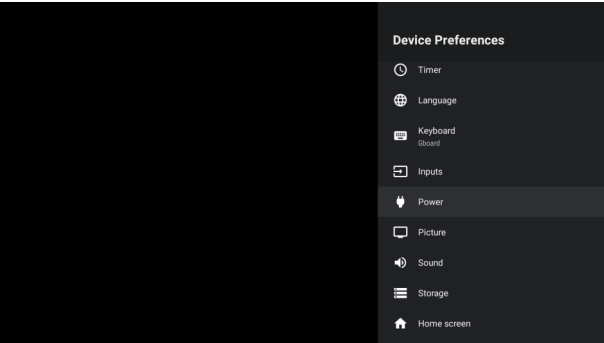 Device Preferences
Timer
Language
Keyboard
Gboard
Inputs
Power
Picture
Sound
Storage
Home screen